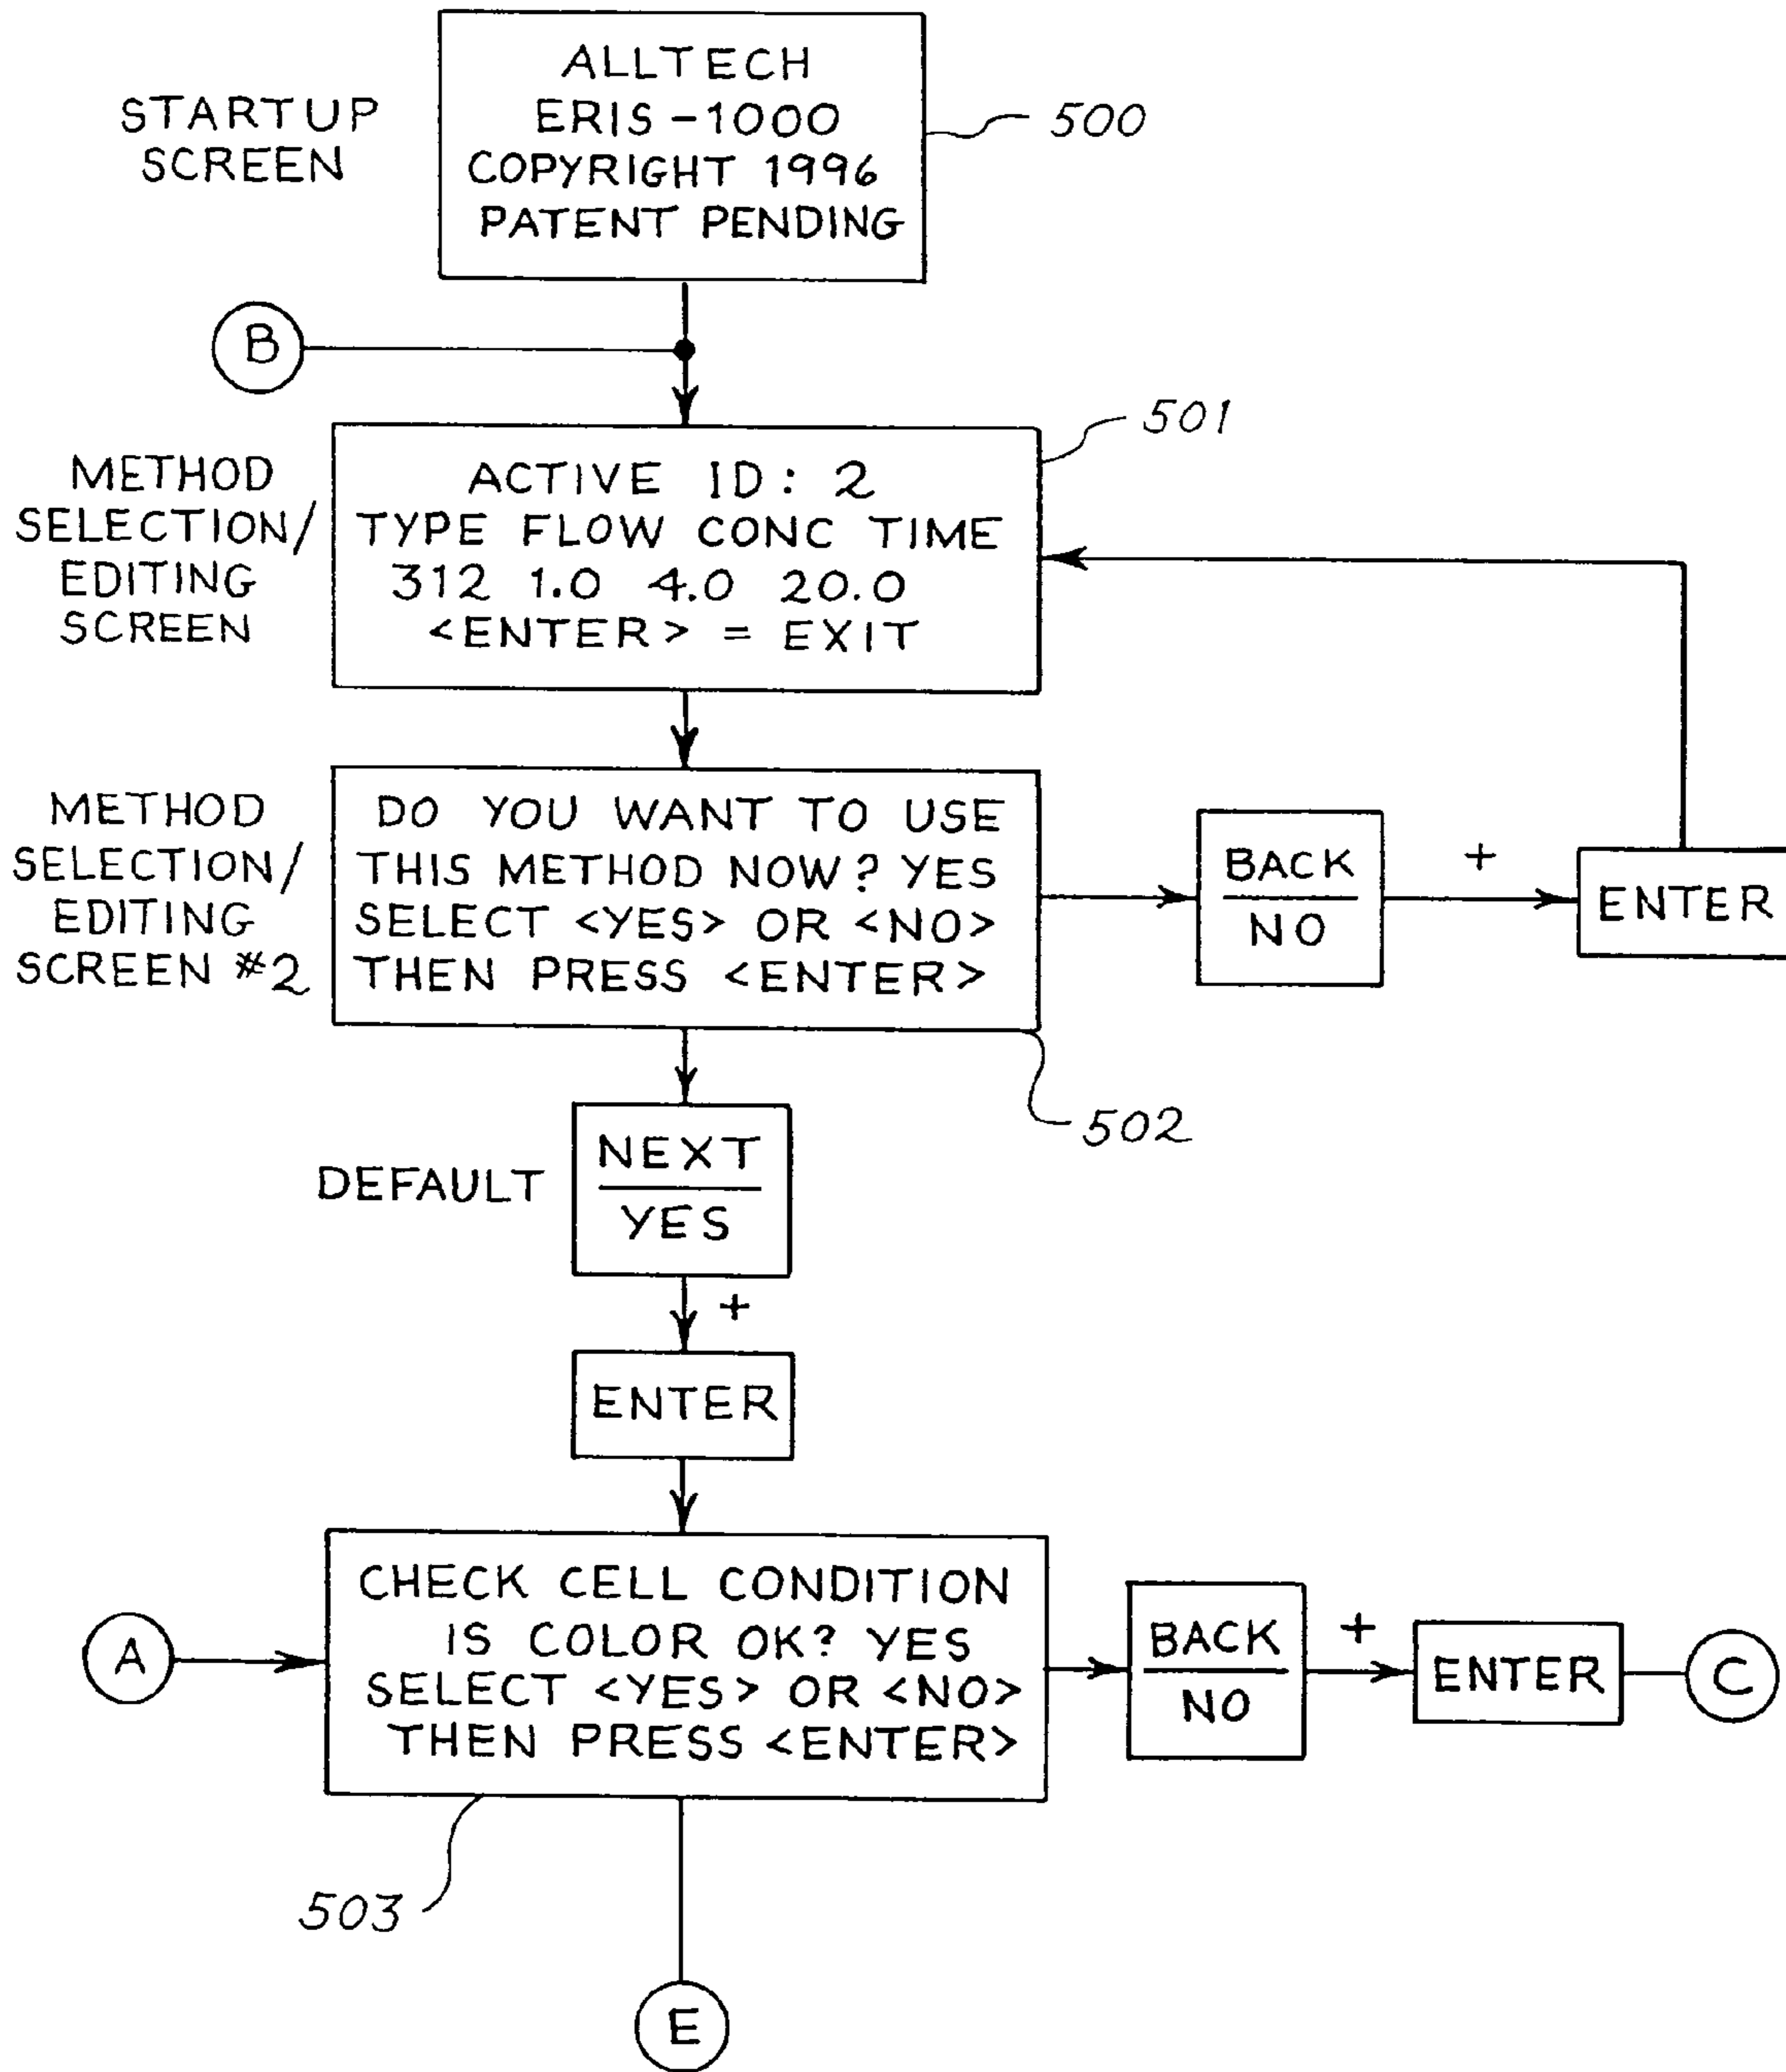 STARTUP
SCREEN
ALLTECH
ERIS-1000
COPYRIGHT 1996
PATENT PENDING
500
B
501
METHOD
SELECTION/
EDITING
SCREEN
ACTIVE ID: 2
TYPE FLOW CONC TIME
312 1.0 4.0 20.0
<ENTER> = EXIT
METHOD
SELECTION/
EDITING
SCREEN #2
DO YOU WANT TO USE
THIS METHOD NOW? YES
SELECT <YES> OR <NO>
THEN PRESS <ENTER>
BACK
NO
+
ENTER
502
DEFAULT
NEXT
YES
+
ENTER
A
CHECK CELL CONDITION
IS COLOR OK? YES
SELECT <YES> OR <NO>
THEN PRESS <ENTER>
BACK
NO
+
ENTER
C
503
E